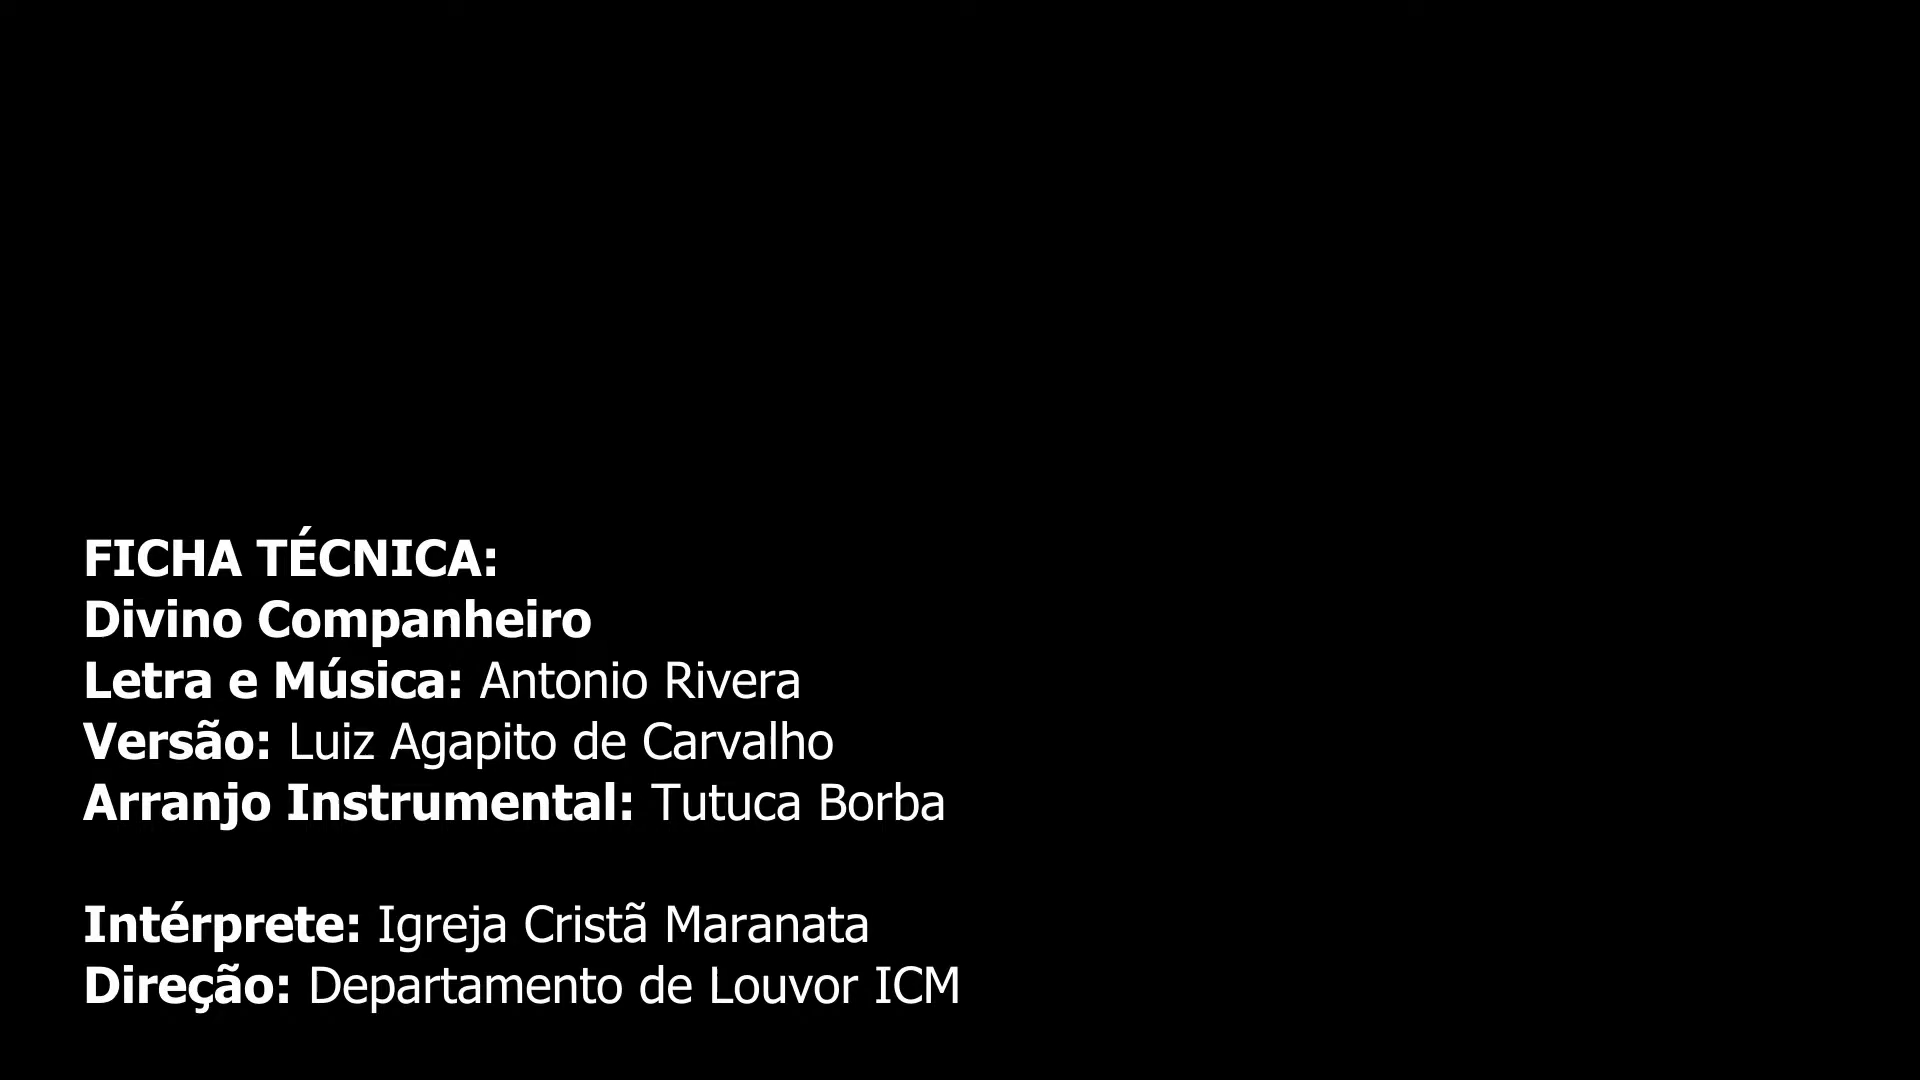 FICHA TÉCNICA:
Divino Companheiro
Letra e Música: Antonio Rivera
Versão: Luiz Agapito de Carvalho
Arranjo Instrumental: Tutuca Borba
Intérprete: Igreja Cristã Maranata
Direção: Departamento de Louvor ICM